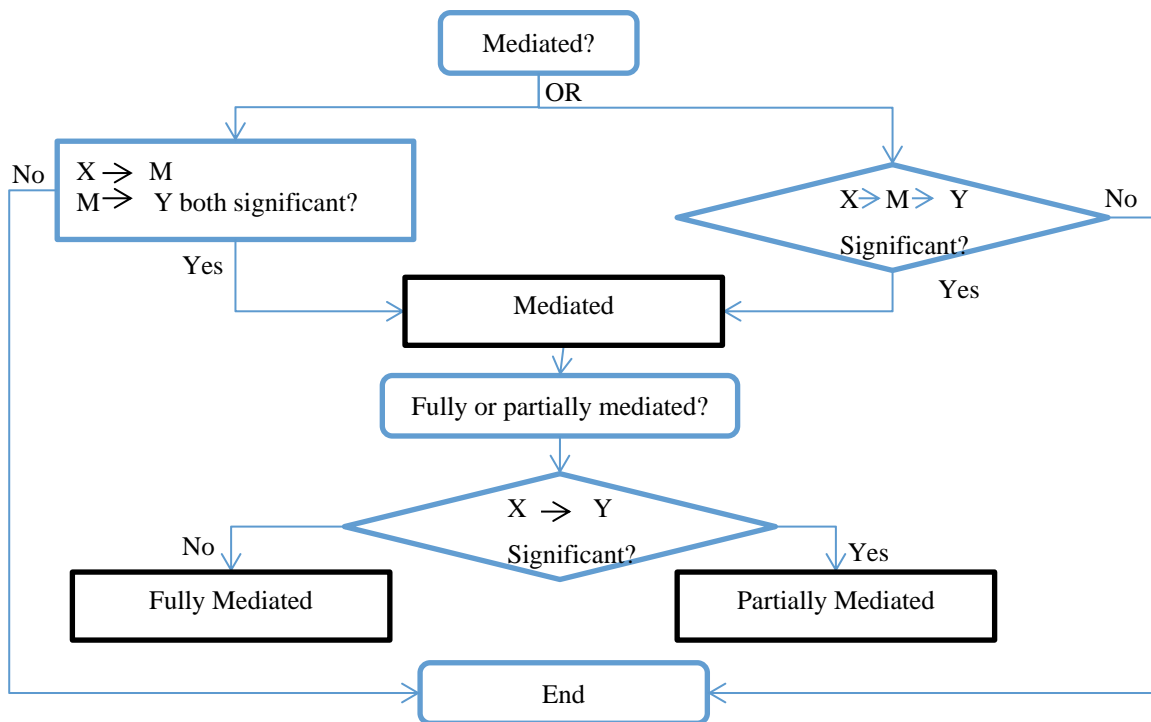 Mediated?
OR
No
X → M
M → Y both significant?
X → M → Y
Significant?
No
Yes
Yes
Mediated
Fully or partially mediated?
X → Y
Significant?
No
Yes
Fully Mediated
Partially Mediated
End